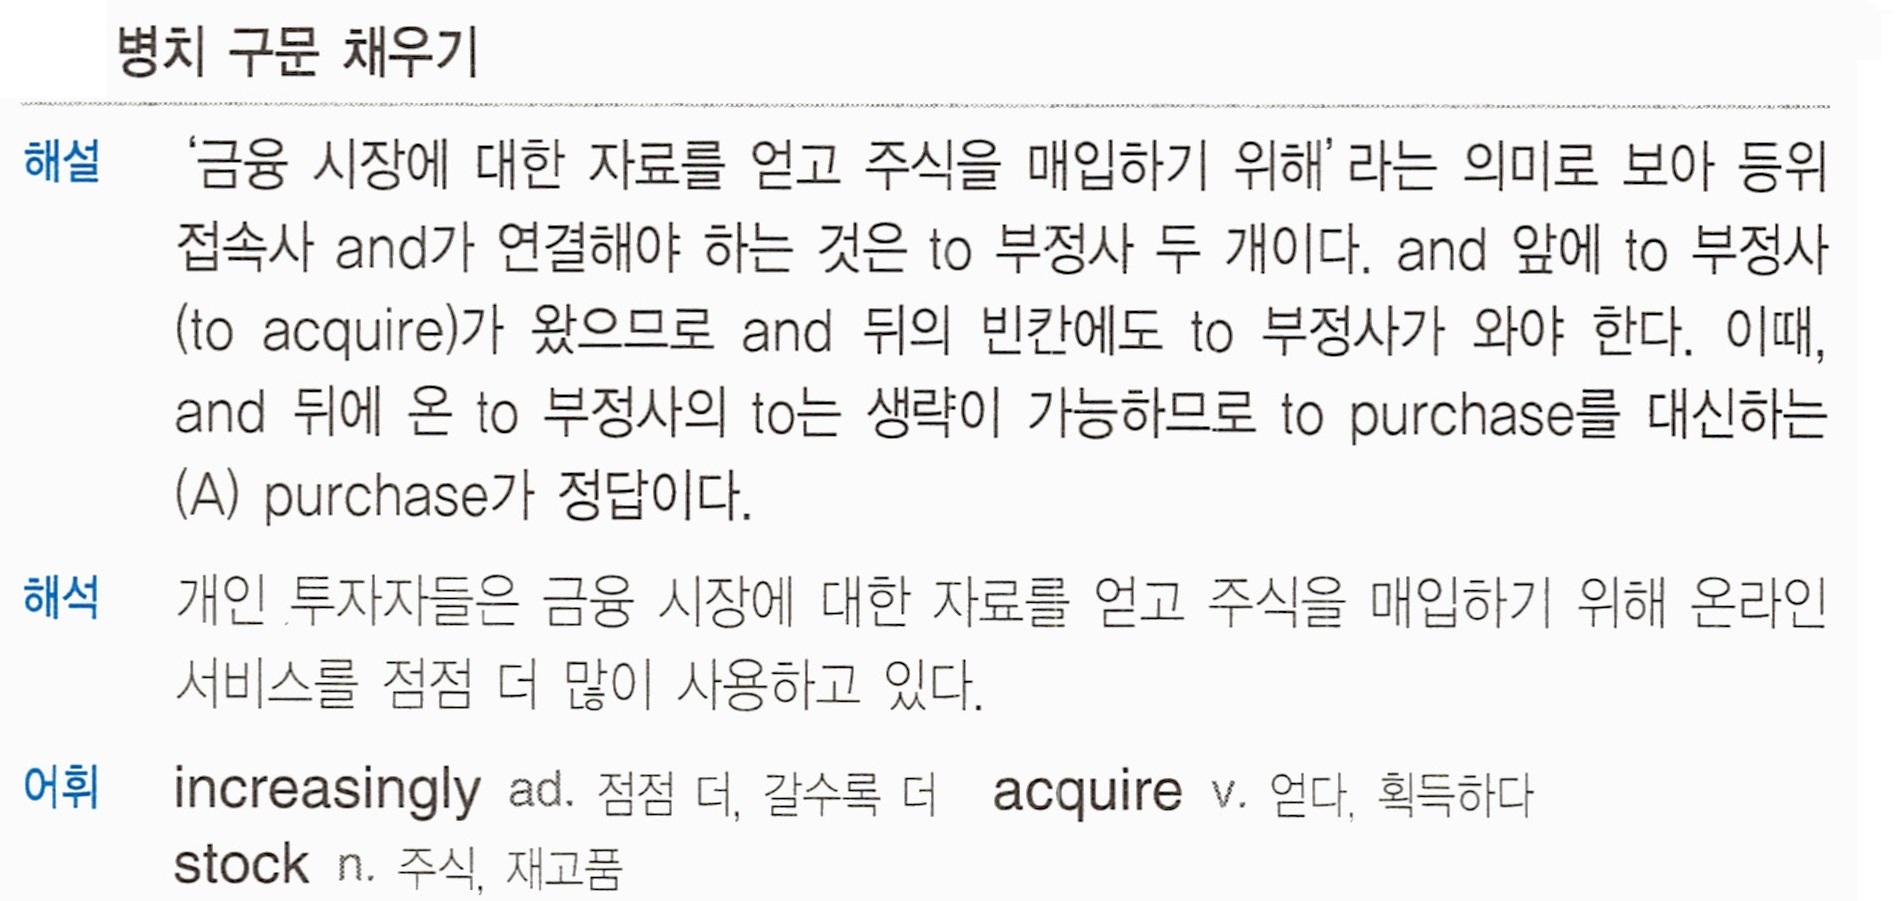 병치 구문 채우기
해설 ‘금융 시장에 대한 자료를 얻고 주식을 매입하기 위해’ 라는 의미로 보아 등위
접속사 and가 연결해야 하는 것은 to 부정사 두 개이다. and 앞에 to 부정사
(to acquire)가 왔으므로 and 뒤의 빈칸에도 to 부정사가 와야 한다. 이때,
and 뒤에 온 to 부정사의 to는 생략이 가능하므로 to purchase를 대신하는
(A) purchase가 정답이다.
해석 개인 투자자들은 금융 시장에 대한 자료를 얻고 주식을 매입하기 위해 온라인
서비스를 점점 더 많이 사용하고 있다.
어휘 increasingly ad. 점점 더, 갈수록 더 acquire v. 얻다, 획득하다
stock n. 주식, 재고품